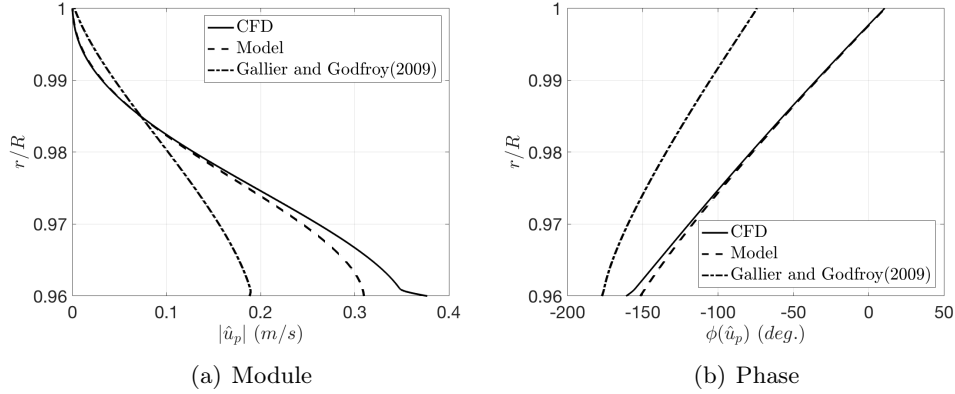 1
0.99
0.98
0.97
0.96
r/R
0
0.1
0.2
0.3
0.4
|û_p| (m/s)
CFD
Model
Gallier and Godfroy(2009)
(a) Module
1
0.99
0.98
0.97
0.96
r/R
-200
-150
-100
-50
0
50
ϕ(û_p) (deg.)
CFD
Model
Gallier and Godfroy(2009)
(b) Phase